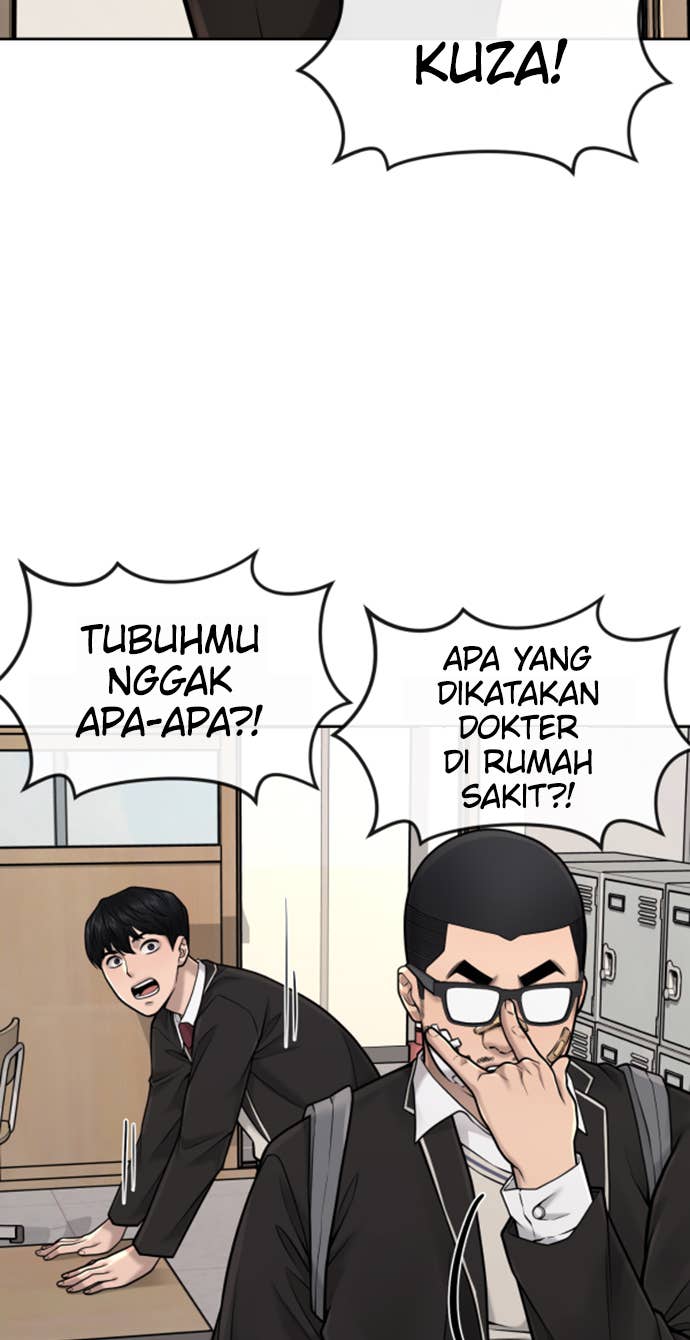 KUZA!
TUBUHMU
NGGAK
APA-APA?!
APA YANG
DIKATAKAN
DOKTER
DI RUMAH
SAKIT?!